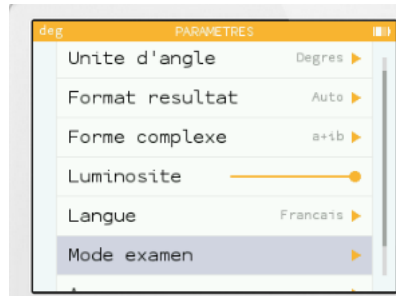 deg PARAMETRES
Unite d'angle Degres
Format resultat Auto
Forme complexe a+ib
Luminosite
Langue Francais
Mode examen